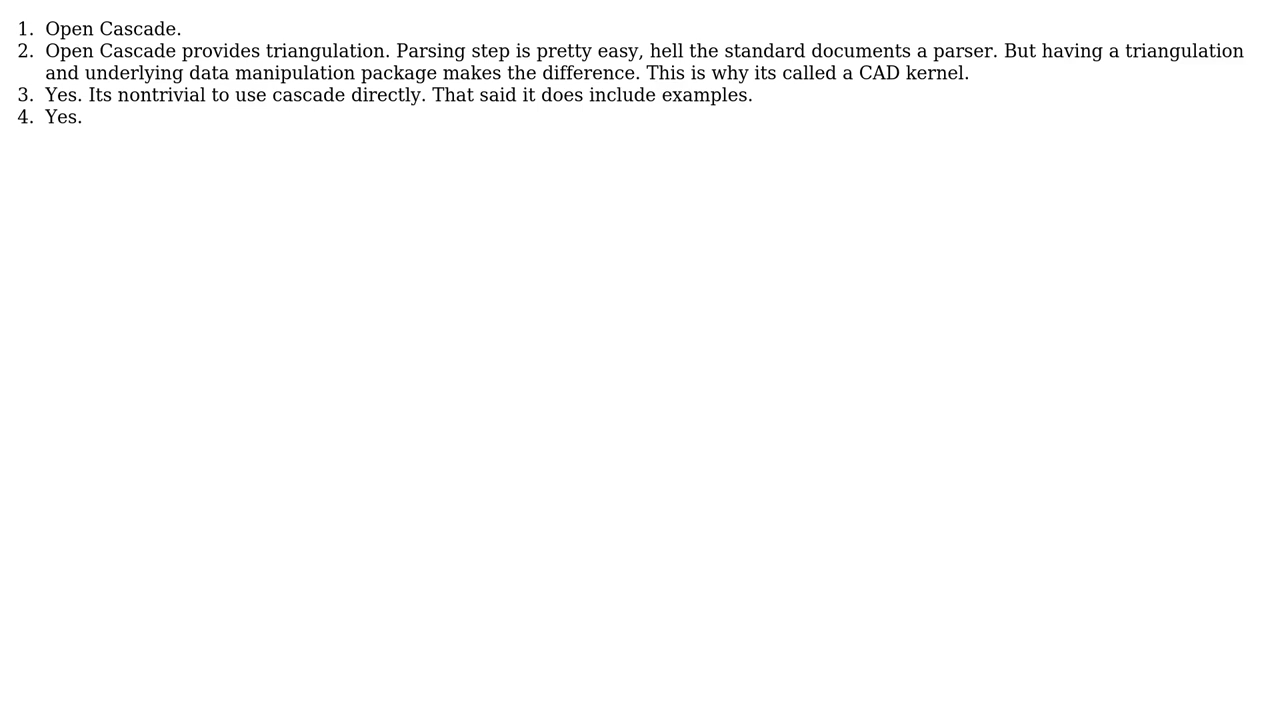 1. Open Cascade.
2. Open Cascade provides triangulation. Parsing step is pretty easy, hell the standard documents a parser. But having a triangulation
and underlying data manipulation package makes the difference. This is why its called a CAD kernel.
3. Yes. Its nontrivial to use cascade directly. That said it does include examples.
4. Yes.